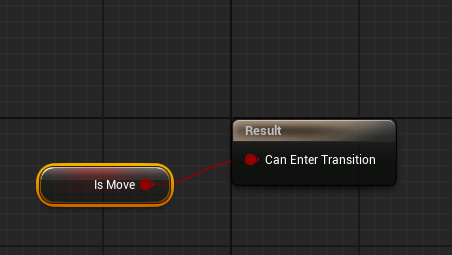 Result
Can Enter Transition
Is Move